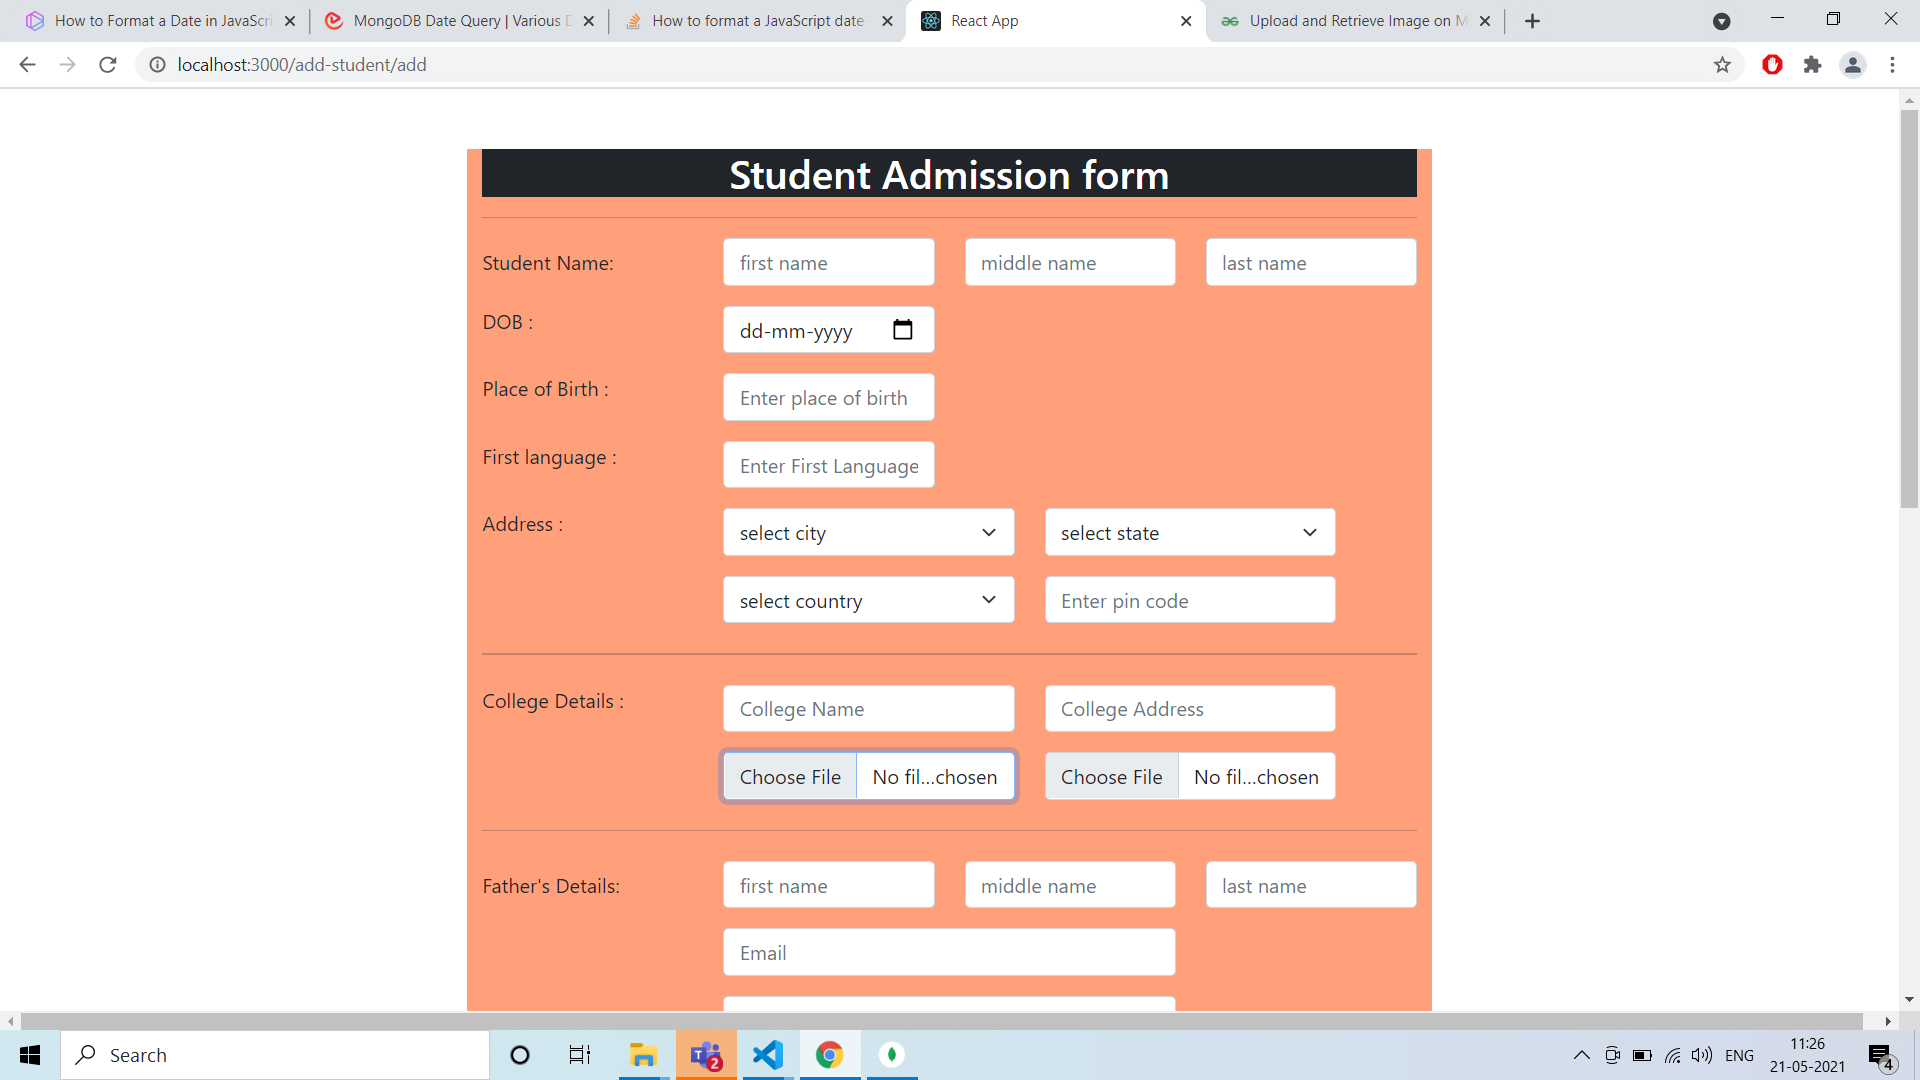 How to Format a Date in JavaScri
MongoDB Date Query | Various D
How to format a JavaScript date -
React App
Upload and Retrieve Image on M
localhost:3000/add-student/add
Student Admission form
Student Name:
first name
middle name
last name
DOB :
dd-mm-yyyy
Place of Birth :
Enter place of birth
First language :
Enter First Language
Address :
select city
select state
select country
Enter pin code
College Details :
College Name
College Address
Choose File No fil...chosen
Choose File No fil...chosen
Father's Details:
first name
middle name
last name
Email
Search
2
ENG
11:26
21-05-2021
4